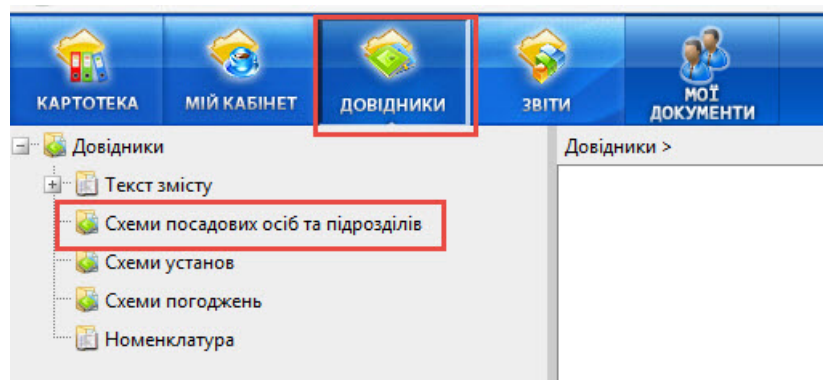 КАРТОТЕКА
МІЙ КАБІНЕТ
ДОВІДНИКИ
ЗВІТИ
МОЇ
ДОКУМЕНТИ
Довідники
Довідники >
Текст змісту
Схеми посадових осіб та підрозділів
Схеми установ
Схеми погоджень
Номенклатура